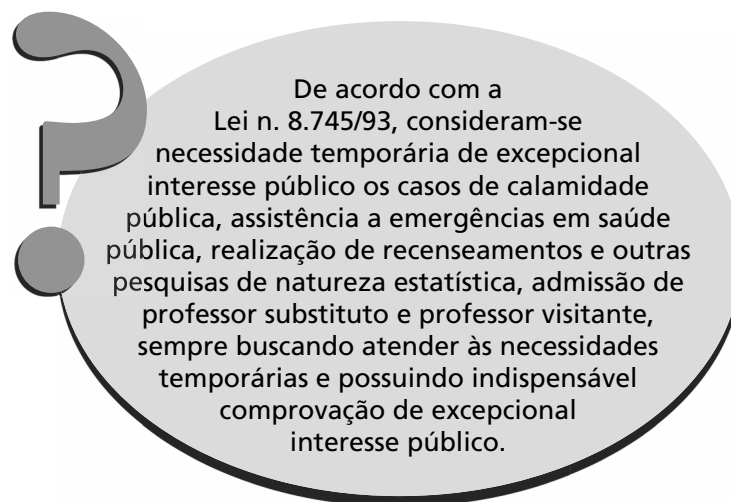 De acordo com a
Lei n. 8.745/93, consideram-se
necessidade temporária de excepcional
interesse público os casos de calamidade
pública, assistência a emergências em saúde
pública, realização de recenseamentos e outras
pesquisas de natureza estatística, admissão de
professor substituto e professor visitante,
sempre buscando atender às necessidades
temporárias e possuindo indispensável
comprovação de excepcional
interesse público.